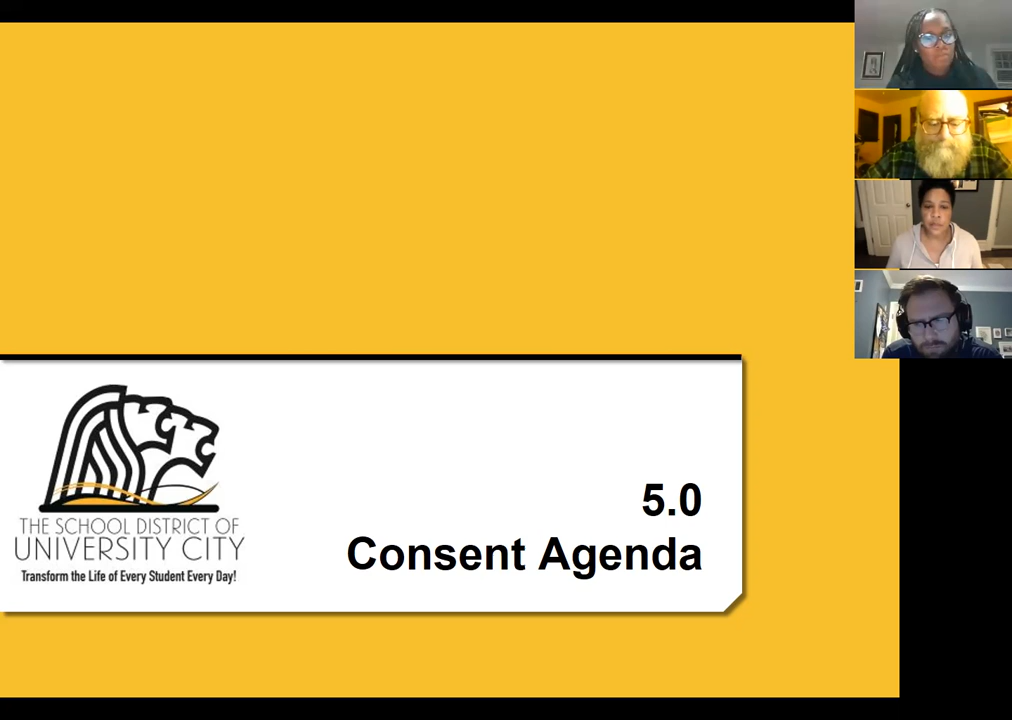 5.0
Consent Agenda
THE SCHOOL DISTRICT OF
UNIVERSITY CITY
Transform the Life of Every Student Every Day!